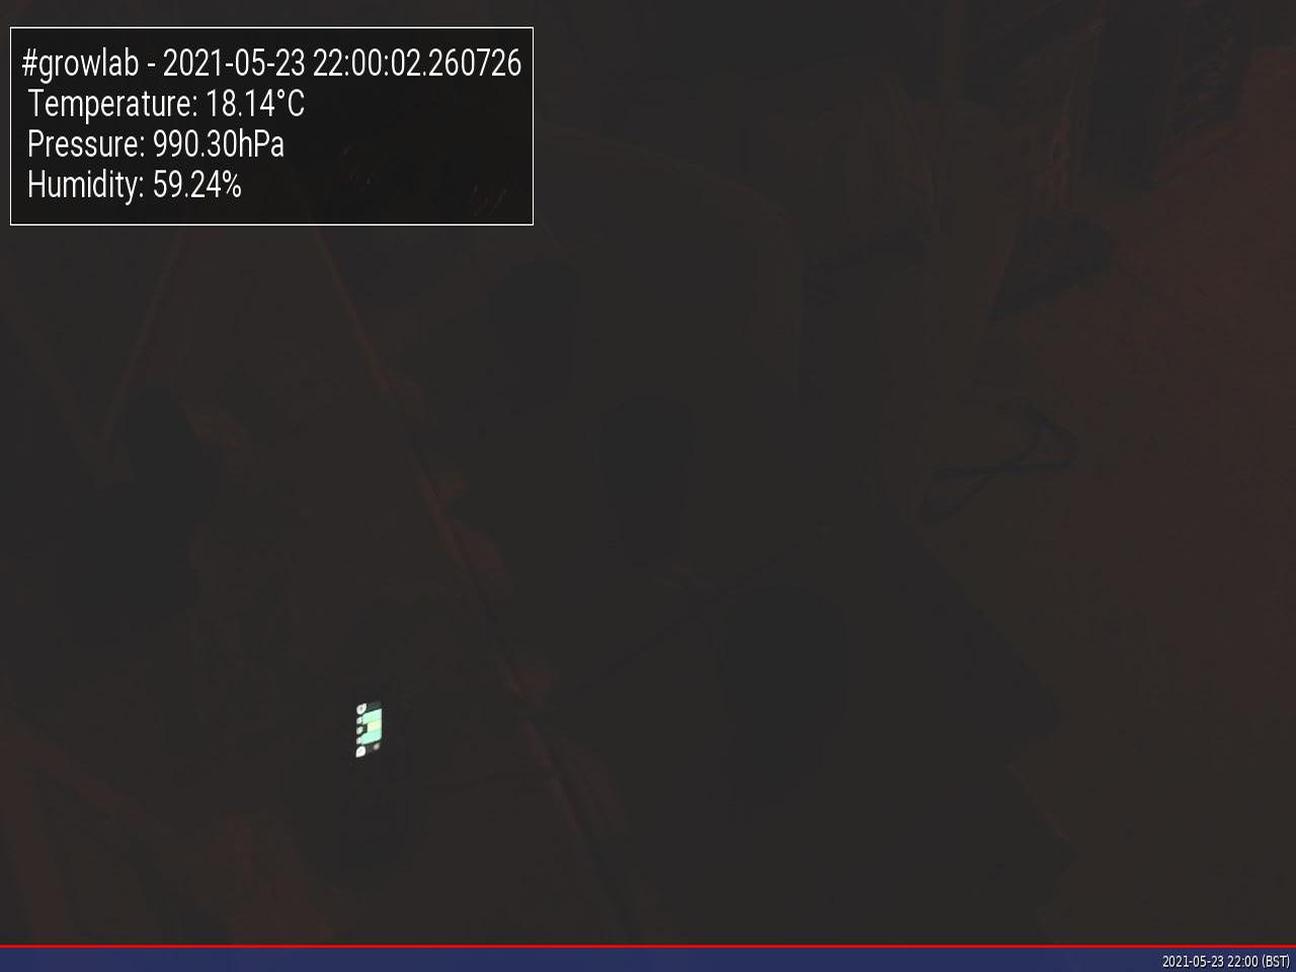 #growlab - 2021-05-23 22:00:02.260726
Temperature: 18.14°C
Pressure: 990.30hPa
Humidity: 59.24%
2021-05-23 22:00 (BST)